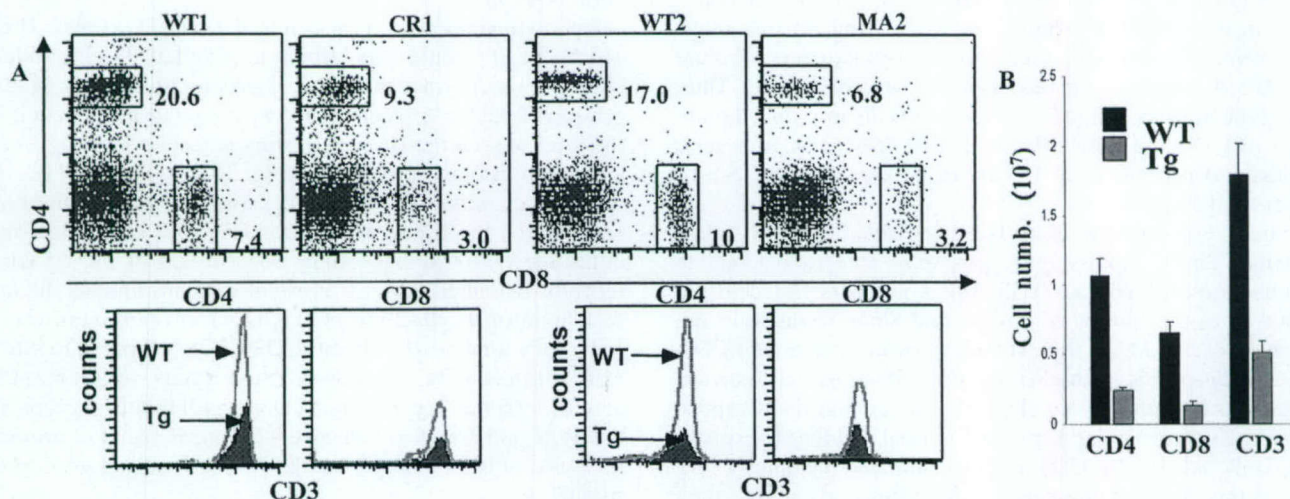 A
WT1
CR1
WT2
MA2
CD4
20.6
9.3
17.0
6.8
7.4
3.0
10
3.2
CD8
CD4
CD8
CD4
CD8
counts
WT
Tg
counts
WT
Tg
CD3
CD3
B
WT
Tg
Cell numb. (10⁷)
2.5
2
1.5
1
0.5
0
CD4
CD8
CD3